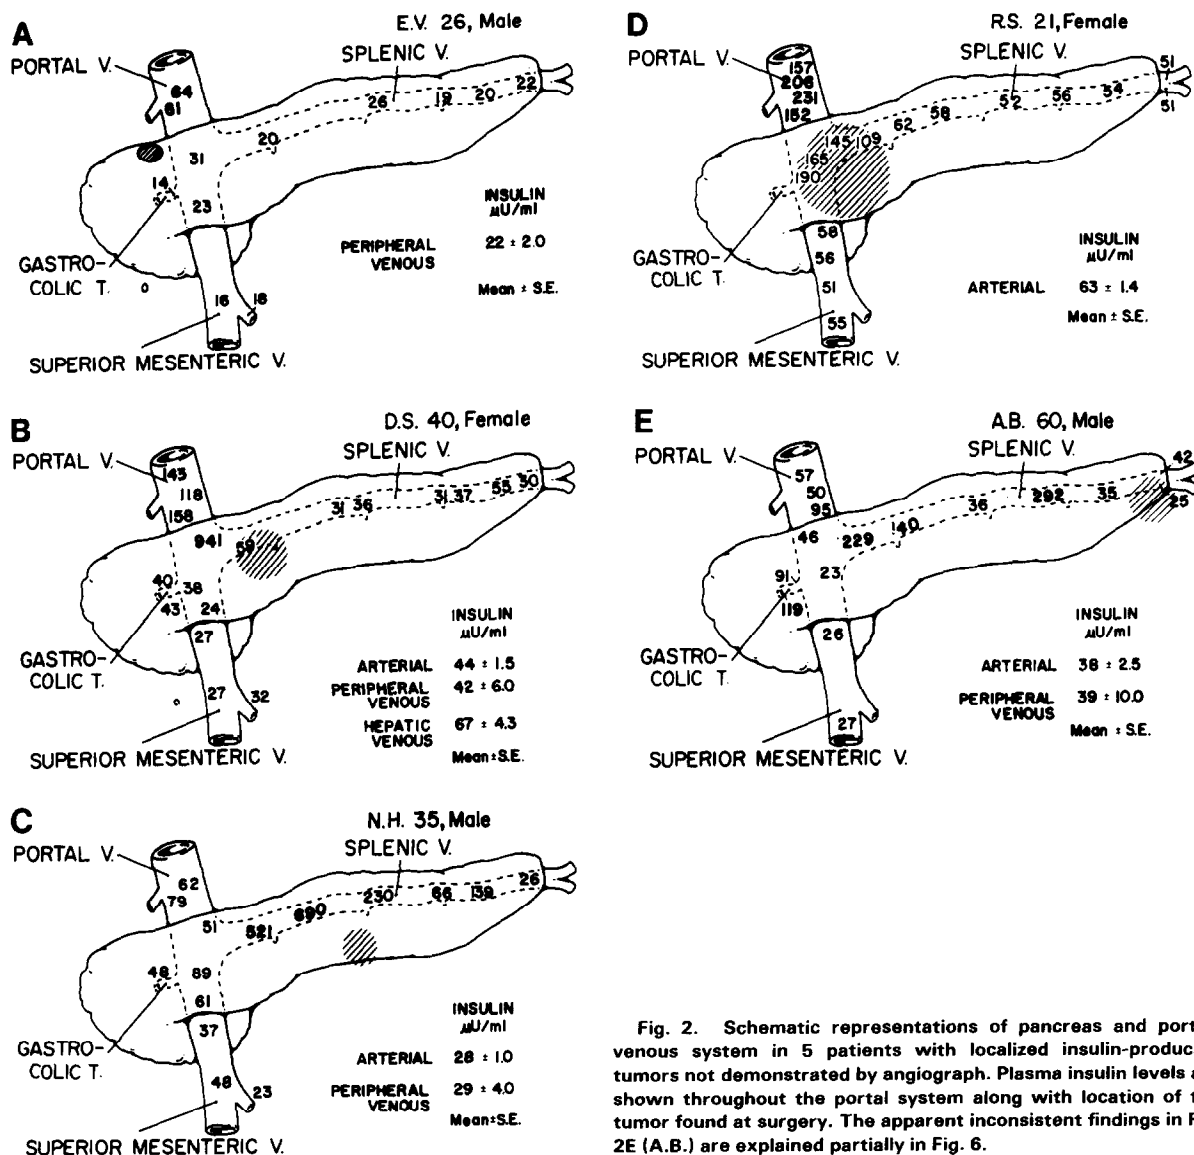 A
E.V. 26, Male
PORTAL V.
SPLENIC V.
64
61
26
19
20
22
20
31
14
23
INSULIN
μU/ml
PERIPHERAL
VENOUS
22 ± 2.0
Mean ± S.E.
GASTRO-
COLIC T.
16
18
SUPERIOR MESENTERIC V.
B
D.S. 40, Female
PORTAL V.
SPLENIC V.
143
118
158
31
36
31
37
55
30
941
59
40
38
43
24
27
INSULIN
μU/ml
GASTRO-
COLIC T.
ARTERIAL 44 ± 1.5
PERIPHERAL
VENOUS
42 ± 6.0
27
32
HEPATIC
VENOUS
67 ± 4.3
Mean±S.E.
SUPERIOR MESENTERIC V.
C
N.H. 35, Male
PORTAL V.
SPLENIC V.
62
79
230
66
139
26
51
521
690
48
89
61
37
INSULIN
μU/ml
GASTRO-
COLIC T.
ARTERIAL 28 ± 1.0
48
23
PERIPHERAL
VENOUS
29 ± 4.0
Mean±S.E.
SUPERIOR MESENTERIC V.
D
R.S. 21, Female
PORTAL V.
SPLENIC V.
157
206
231
152
51
51
52
56
54
62
58
145
109
165
190
58
56
INSULIN
μU/ml
GASTRO-
COLIC T.
51
ARTERIAL 63 ± 1.4
Mean ± S.E.
55
SUPERIOR MESENTERIC V.
E
A.B. 60, Male
PORTAL V.
SPLENIC V.
57
50
95
42
25
36
292
35
46
229
140
23
91
119
26
INSULIN
μU/ml
GASTRO-
COLIC T.
ARTERIAL 38 ± 2.5
PERIPHERAL
VENOUS
39 ± 10.0
Mean ± S.E.
27
SUPERIOR MESENTERIC V.
Fig. 2. Schematic representations of pancreas and port
venous system in 5 patients with localized insulin-produc
tumors not demonstrated by angiograph. Plasma insulin levels a
shown throughout the portal system along with location of t
tumor found at surgery. The apparent inconsistent findings in F
2E (A.B.) are explained partially in Fig. 6.